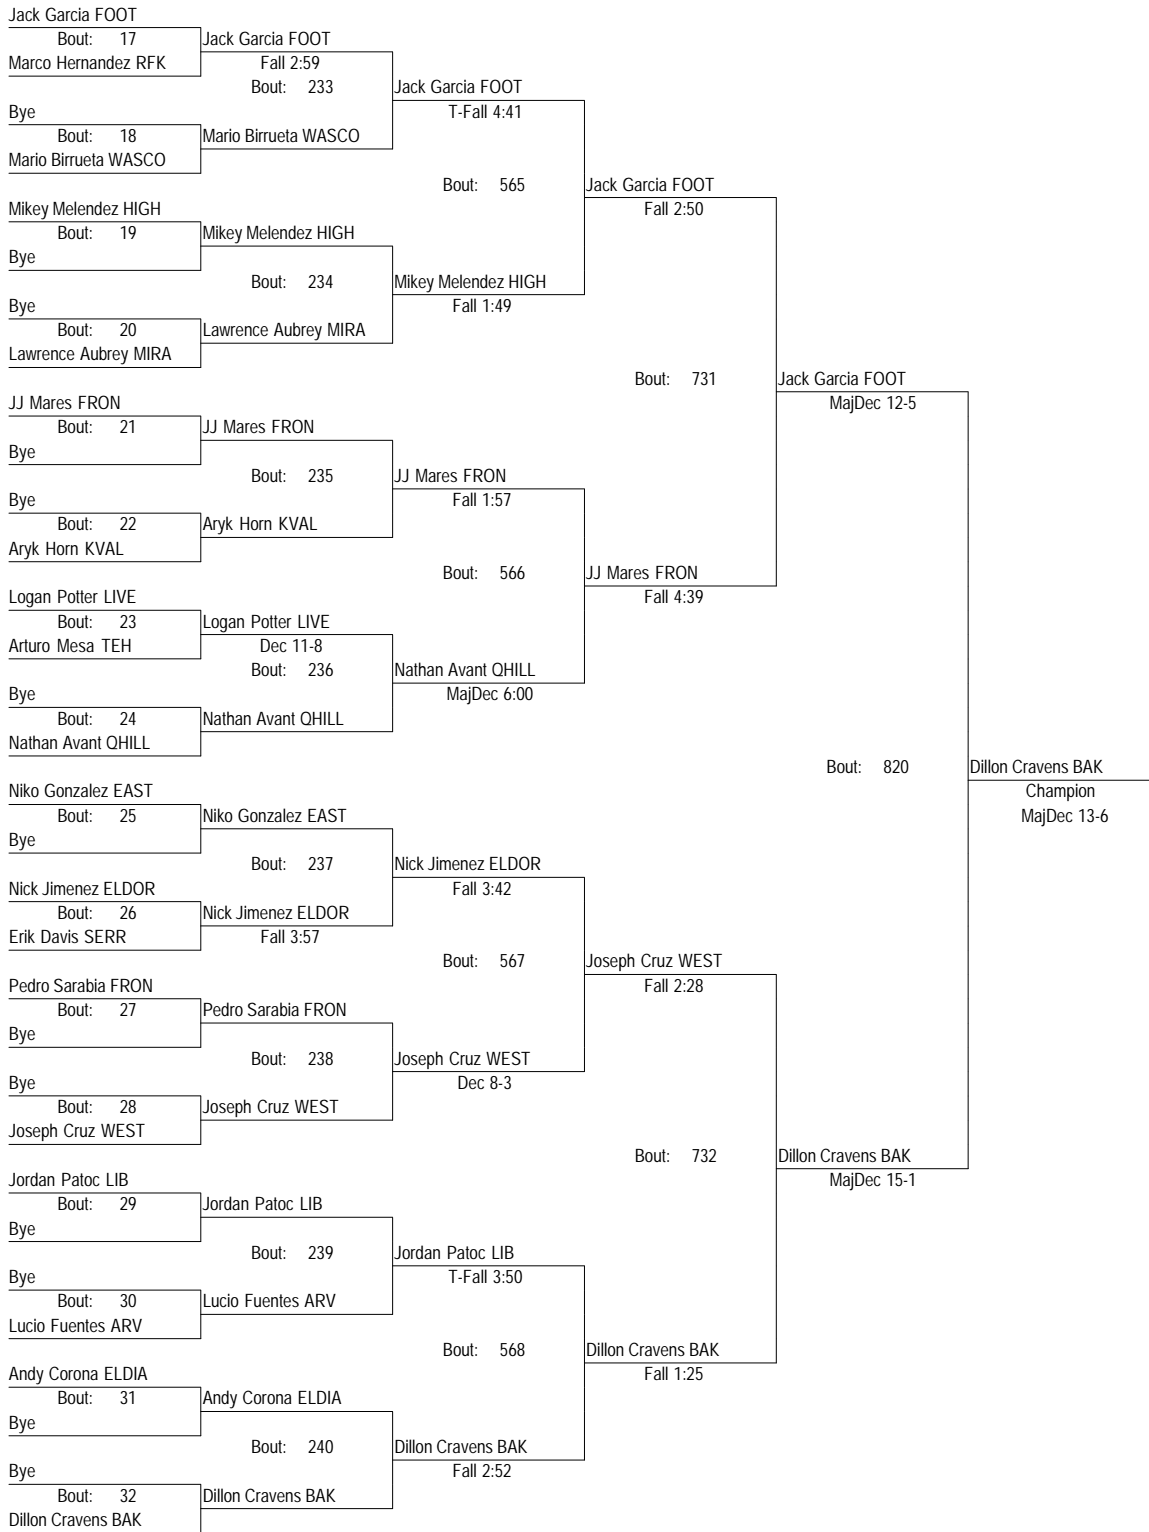 Jack Garcia FOOT
Bout: 17
Jack Garcia FOOT
Marco Hernandez RFK
Fall 2:59
Bout: 233
Jack Garcia FOOT
Bye
T-Fall 4:41
Bout: 18
Mario Birrueta WASCO
Mario Birrueta WASCO
Bout: 565
Jack Garcia FOOT
Mikey Melendez HIGH
Fall 2:50
Bout: 19
Mikey Melendez HIGH
Bye
Bout: 234
Mikey Melendez HIGH
Bye
Fall 1:49
Bout: 20
Lawrence Aubrey MIRA
Lawrence Aubrey MIRA
Bout: 731
Jack Garcia FOOT
JJ Mares FRON
MajDec 12-5
Bout: 21
JJ Mares FRON
Bye
Bout: 235
JJ Mares FRON
Bye
Fall 1:57
Bout: 22
Aryk Horn KVAL
Aryk Horn KVAL
Bout: 566
JJ Mares FRON
Logan Potter LIVE
Fall 4:39
Bout: 23
Logan Potter LIVE
Arturo Mesa TEH
Dec 11-8
Bout: 236
Nathan Avant QHILL
Bye
MajDec 6:00
Bout: 24
Nathan Avant QHILL
Nathan Avant QHILL
Bout: 820
Dillon Cravens BAK
Niko Gonzalez EAST
Champion
Bout: 25
Niko Gonzalez EAST
MajDec 13-6
Bye
Bout: 237
Nick Jimenez ELDOR
Nick Jimenez ELDOR
Fall 3:42
Bout: 26
Nick Jimenez ELDOR
Erik Davis SERR
Fall 3:57
Bout: 567
Joseph Cruz WEST
Pedro Sarabia FRON
Fall 2:28
Bout: 27
Pedro Sarabia FRON
Bye
Bout: 238
Joseph Cruz WEST
Bye
Dec 8-3
Bout: 28
Joseph Cruz WEST
Joseph Cruz WEST
Bout: 732
Dillon Cravens BAK
Jordan Patoc LIB
MajDec 15-1
Bout: 29
Jordan Patoc LIB
Bye
Bout: 239
Jordan Patoc LIB
Bye
T-Fall 3:50
Bout: 30
Lucio Fuentes ARV
Lucio Fuentes ARV
Bout: 568
Dillon Cravens BAK
Andy Corona ELDIA
Fall 1:25
Bout: 31
Andy Corona ELDIA
Bye
Bout: 240
Dillon Cravens BAK
Bye
Fall 2:52
Bout: 32
Dillon Cravens BAK
Dillon Cravens BAK